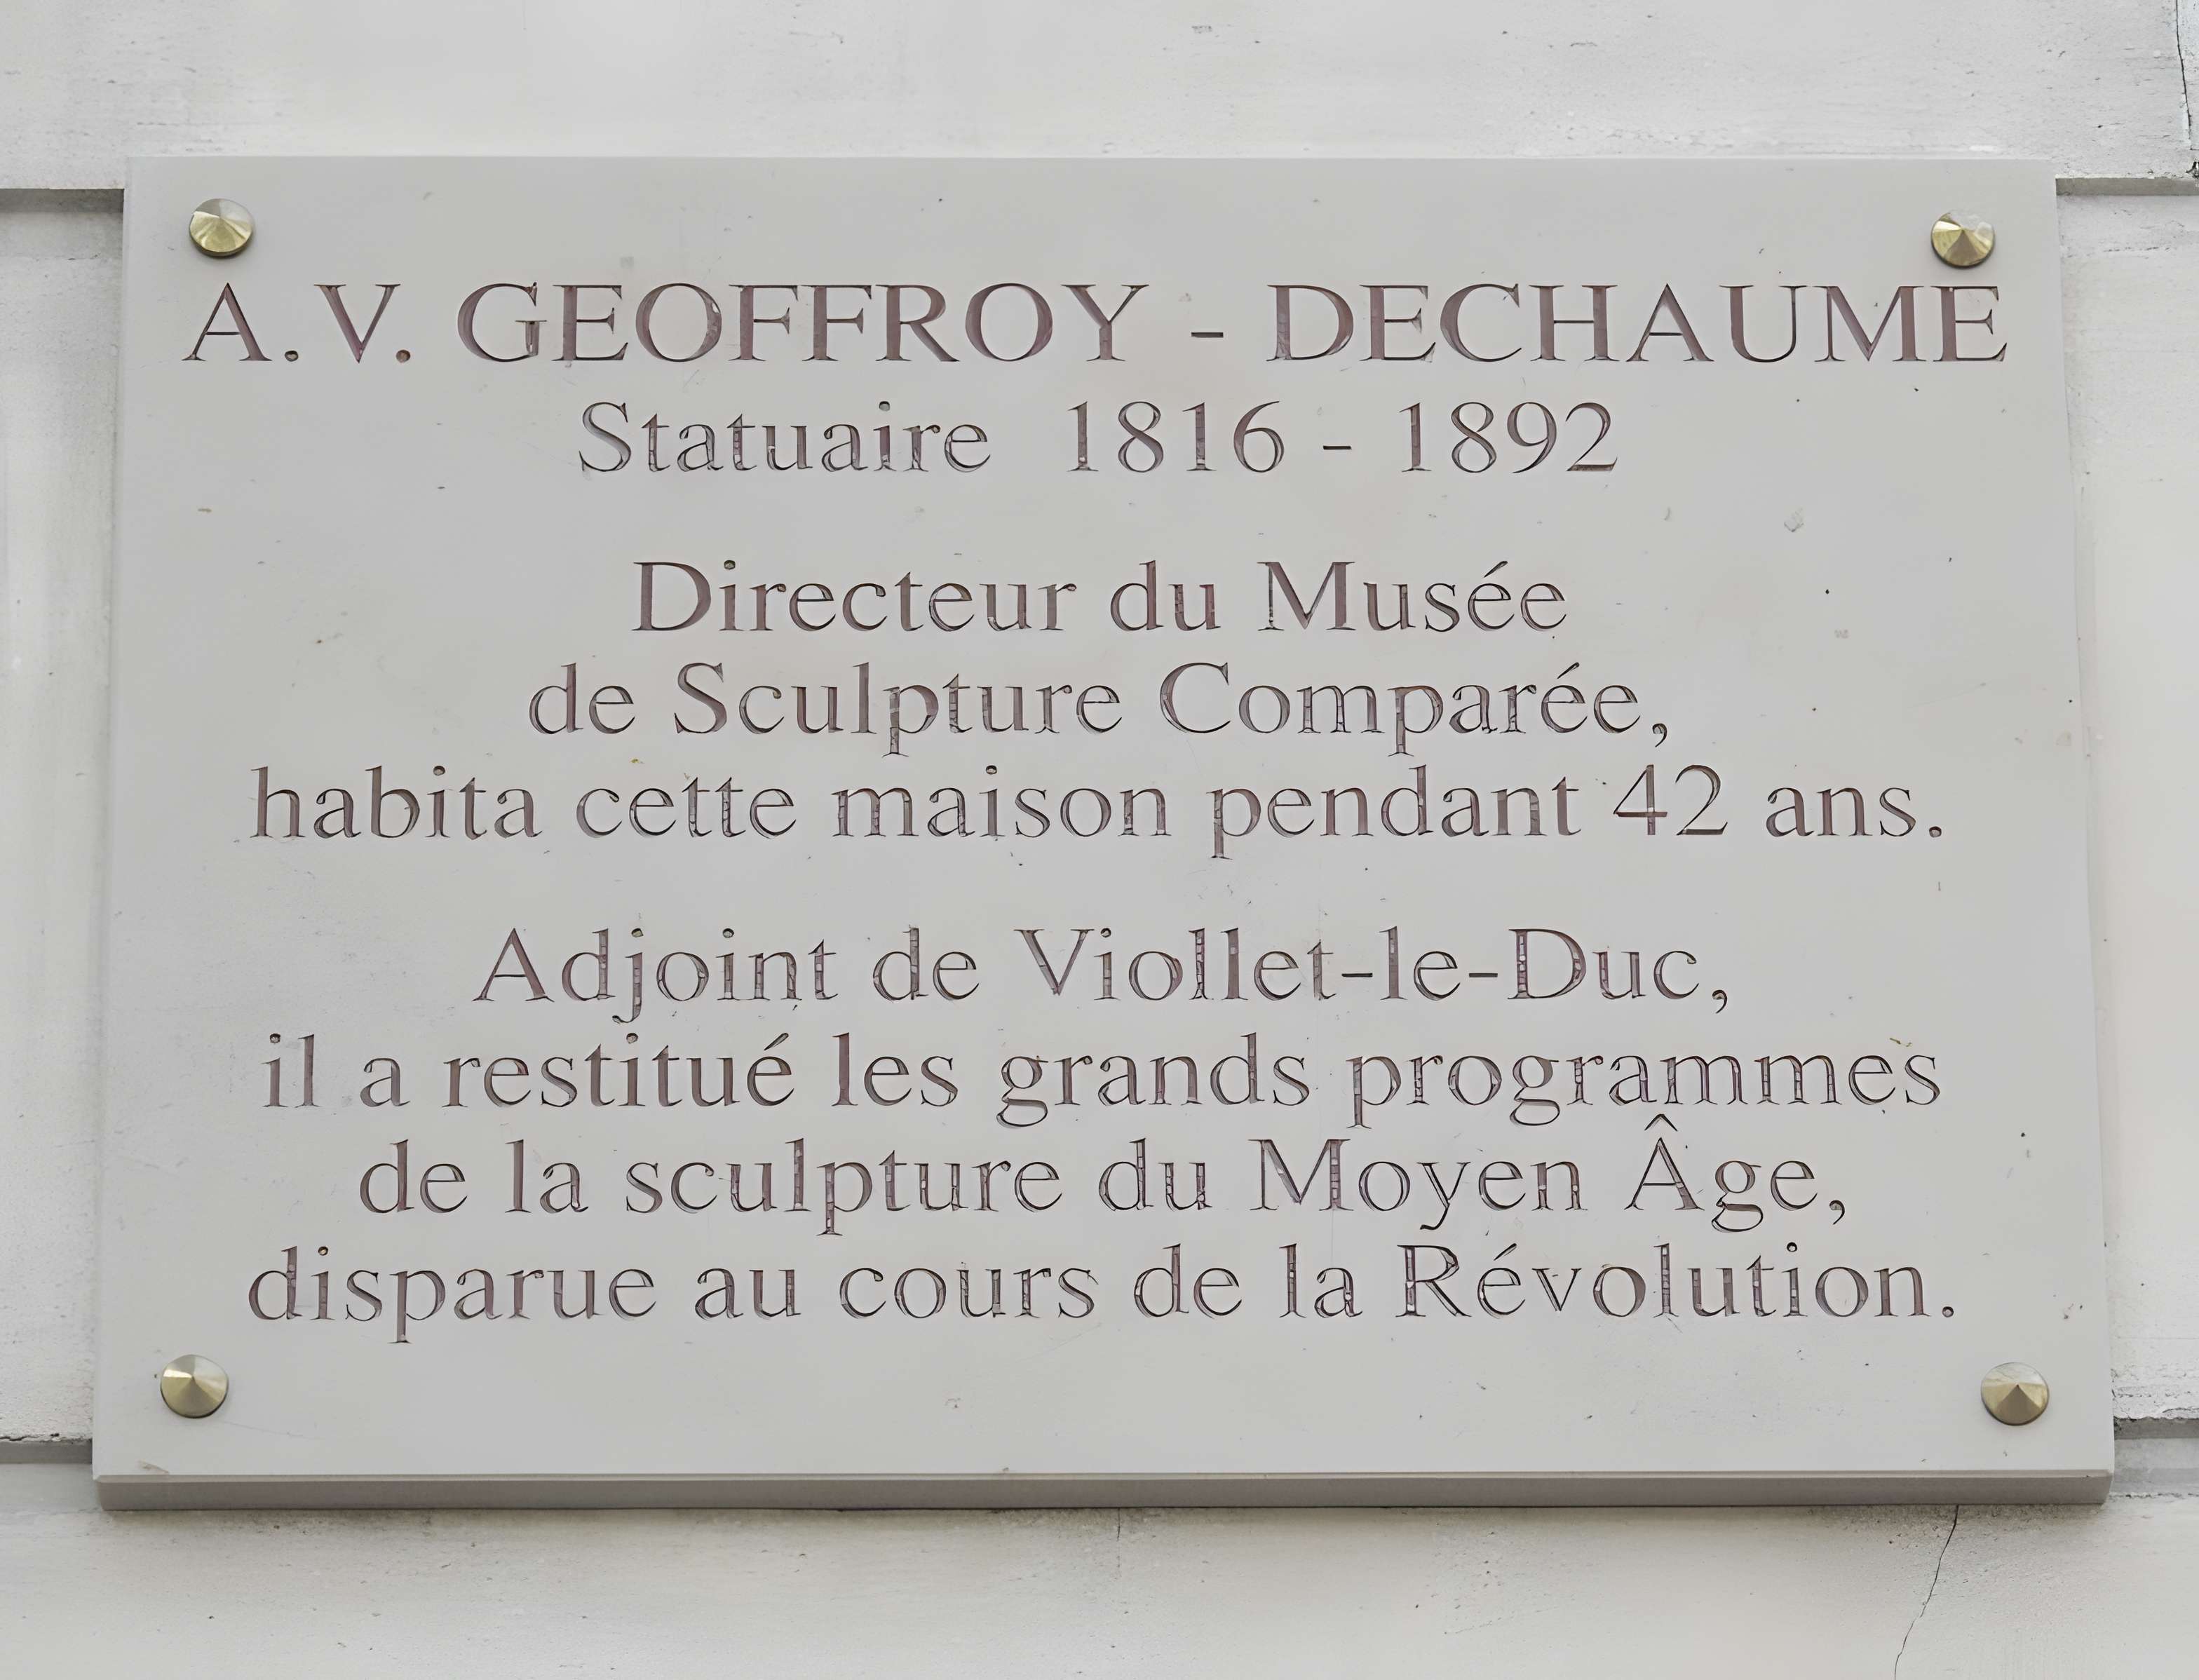 A. V. GEOFFROY - DECHAUME
Statuaire 1816 - 1892
Directeur du Musée
de Sculpture Comparée,
habita cette maison pendant 42 ans.
Adjoint de Viollet-le-Duc,
il a restitué les grands programmes
de la sculpture du Moyen Âge,
disparue au cours de la Révolution.